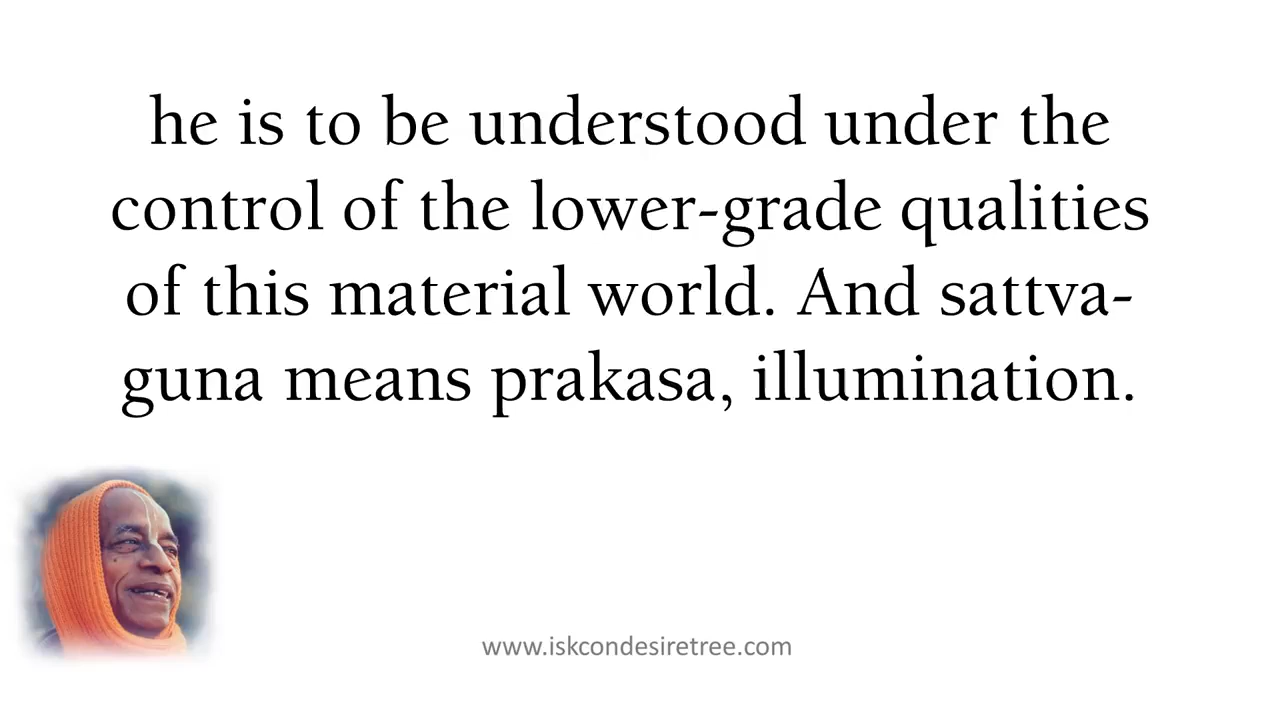 he is to be understood under the
control of the lower-grade qualities
of this material world. And sattva-
guna means prakasa, illumination.
www.iskcondesiretree.com